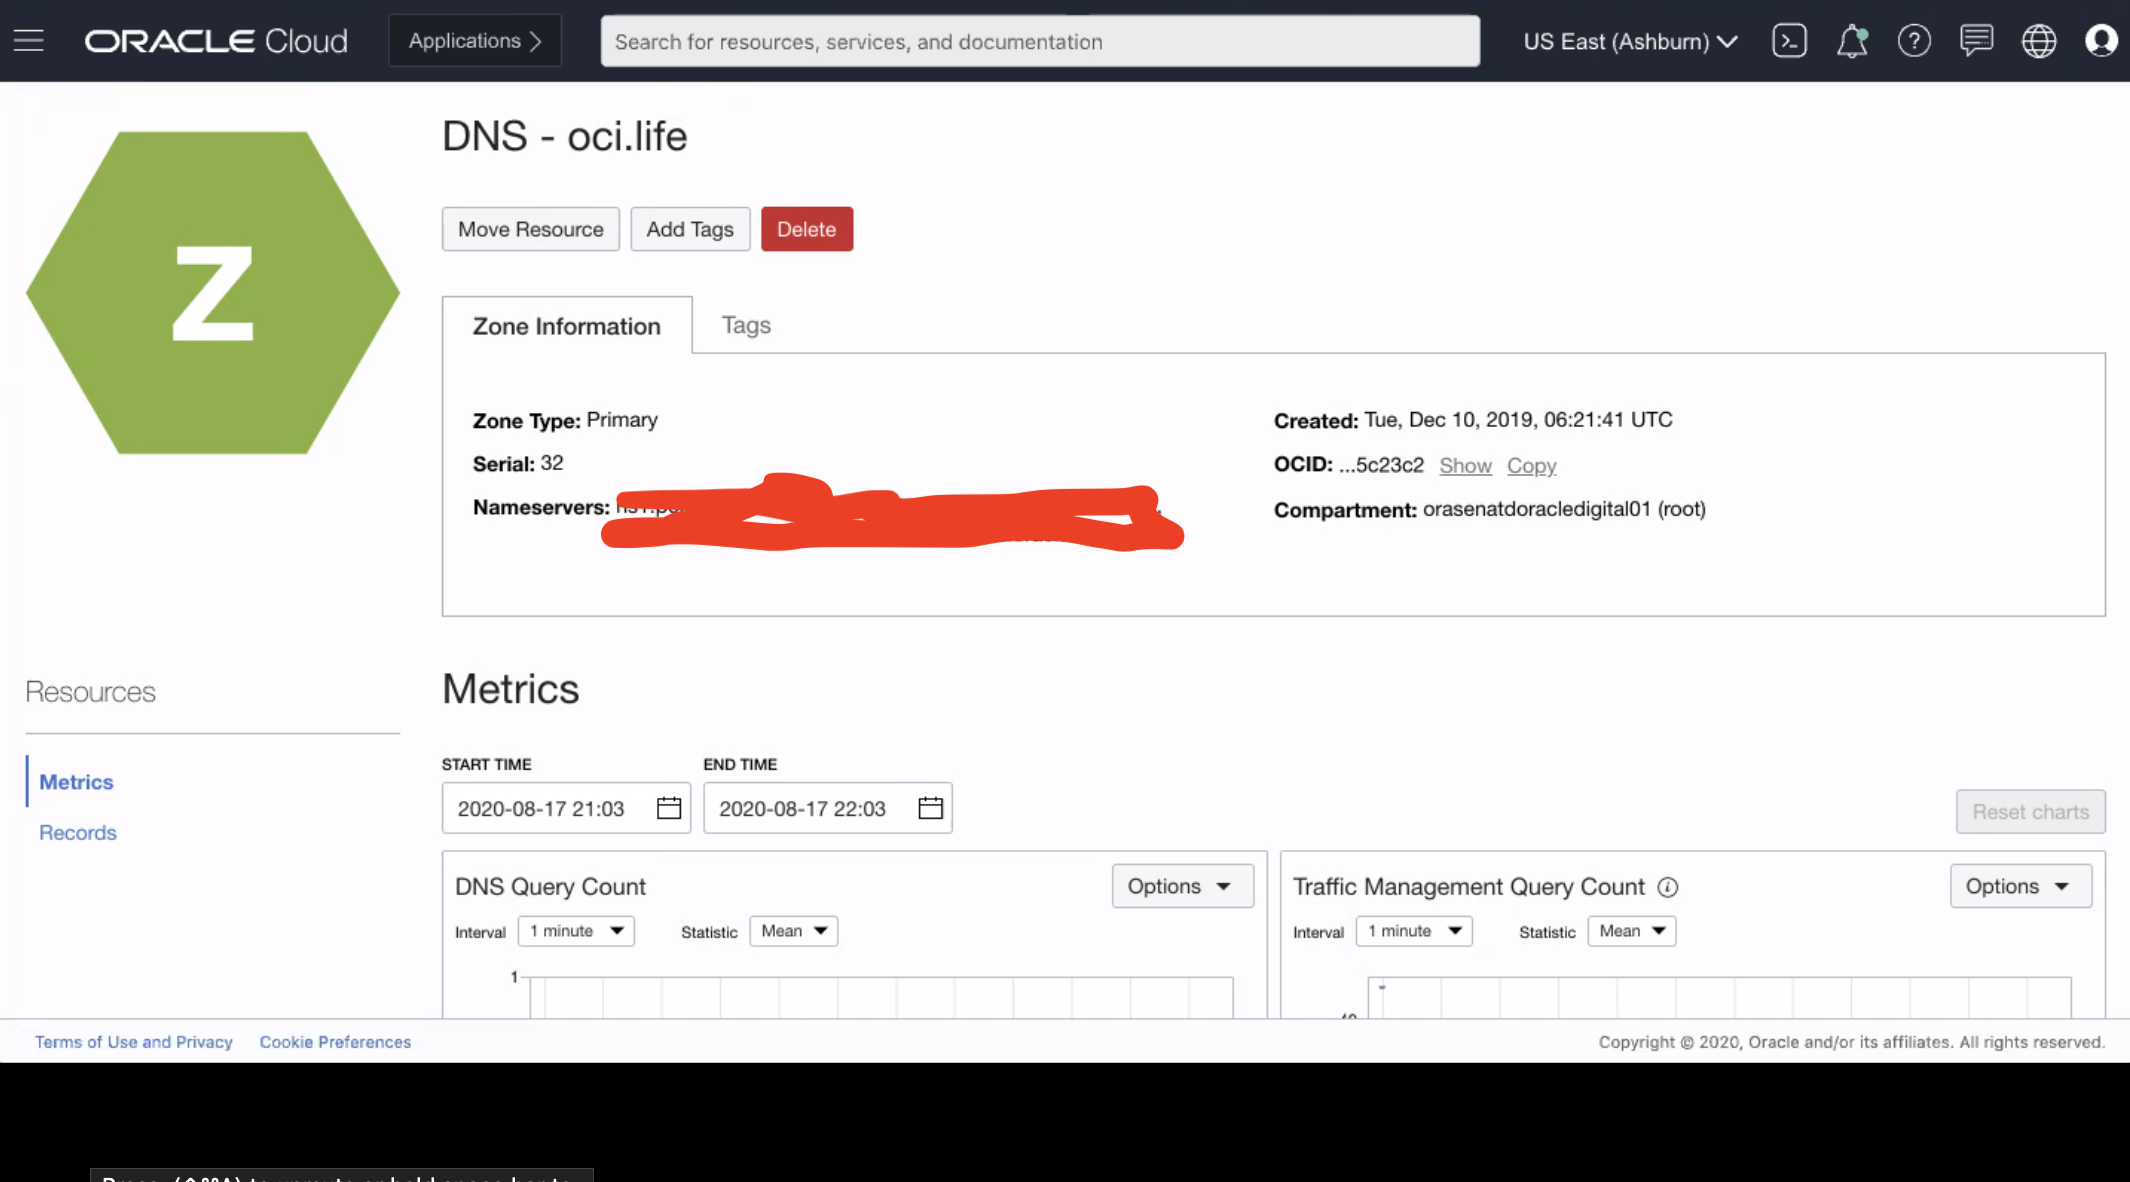 ORACLE Cloud
Applications
Search for resources, services, and documentation
US East (Ashburn)
DNS - oci.life
Z
Move Resource
Add Tags
Delete
Zone Information
Tags
Zone Type: Primary
Serial: 32
Nameservers:
Created: Tue, Dec 10, 2019, 06:21:41 UTC
OCID: ...5c23c2 Show Copy
Compartment: orasenatdoracledigital01 (root)
Resources
Metrics
Records
Metrics
START TIME
END TIME
2020-08-17 21:03
2020-08-17 22:03
Reset charts
DNS Query Count
Options
Interval 1 minute
Statistic Mean
1
Traffic Management Query Count
Options
Interval 1 minute
Statistic Mean
Terms of Use and Privacy
Cookie Preferences
Copyright © 2020, Oracle and/or its affiliates. All rights reserved.